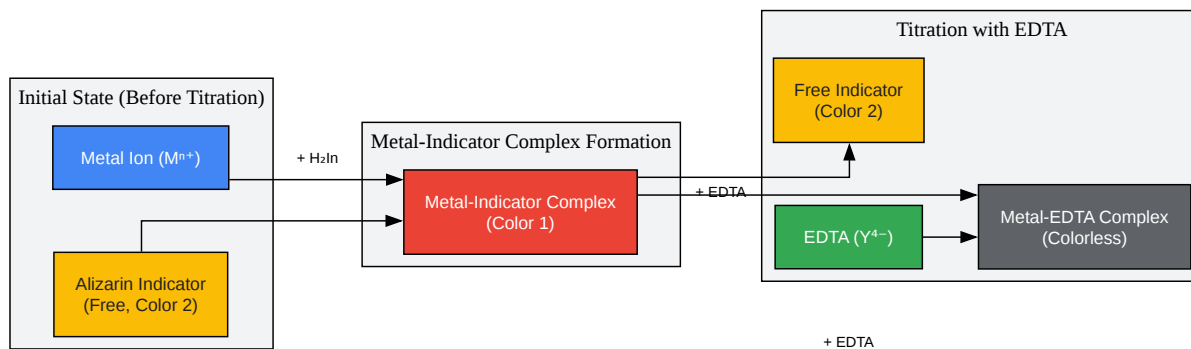 Initial State (Before Titration)
Metal Ion (Mⁿ⁺)
Alizarin Indicator
(Free, Color 2)
+ H₂In
Metal-Indicator Complex Formation
Metal-Indicator Complex
(Color 1)
+ EDTA
Titration with EDTA
Free Indicator
(Color 2)
EDTA (Y⁴⁻)
Metal-EDTA Complex
(Colorless)
+ EDTA